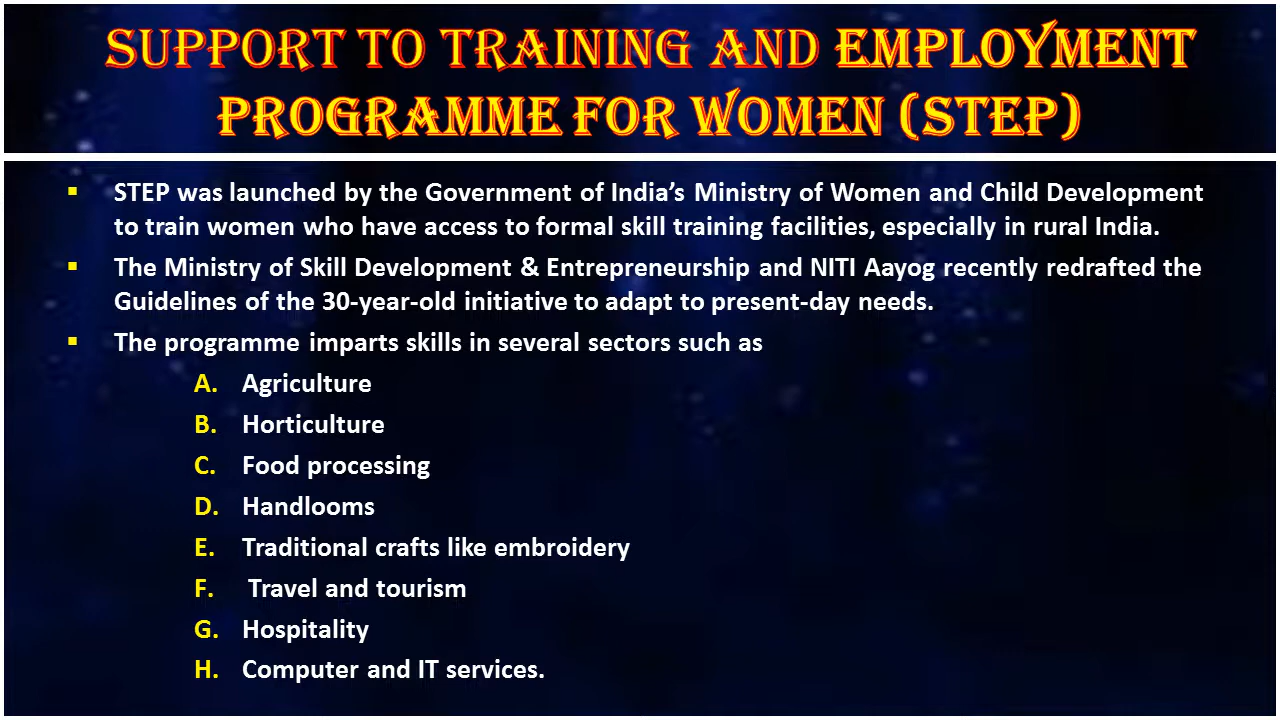 SUPPORT TO TRAINING AND EMPLOYMENT
PROGRAMME FOR WOMEN (STEP)
▪ STEP was launched by the Government of India’s Ministry of Women and Child Development
to train women who have access to formal skill training facilities, especially in rural India.
▪ The Ministry of Skill Development & Entrepreneurship and NITI Aayog recently redrafted the
Guidelines of the 30-year-old initiative to adapt to present-day needs.
▪ The programme imparts skills in several sectors such as
A. Agriculture
B. Horticulture
C. Food processing
D. Handlooms
E. Traditional crafts like embroidery
F. Travel and tourism
G. Hospitality
H. Computer and IT services.